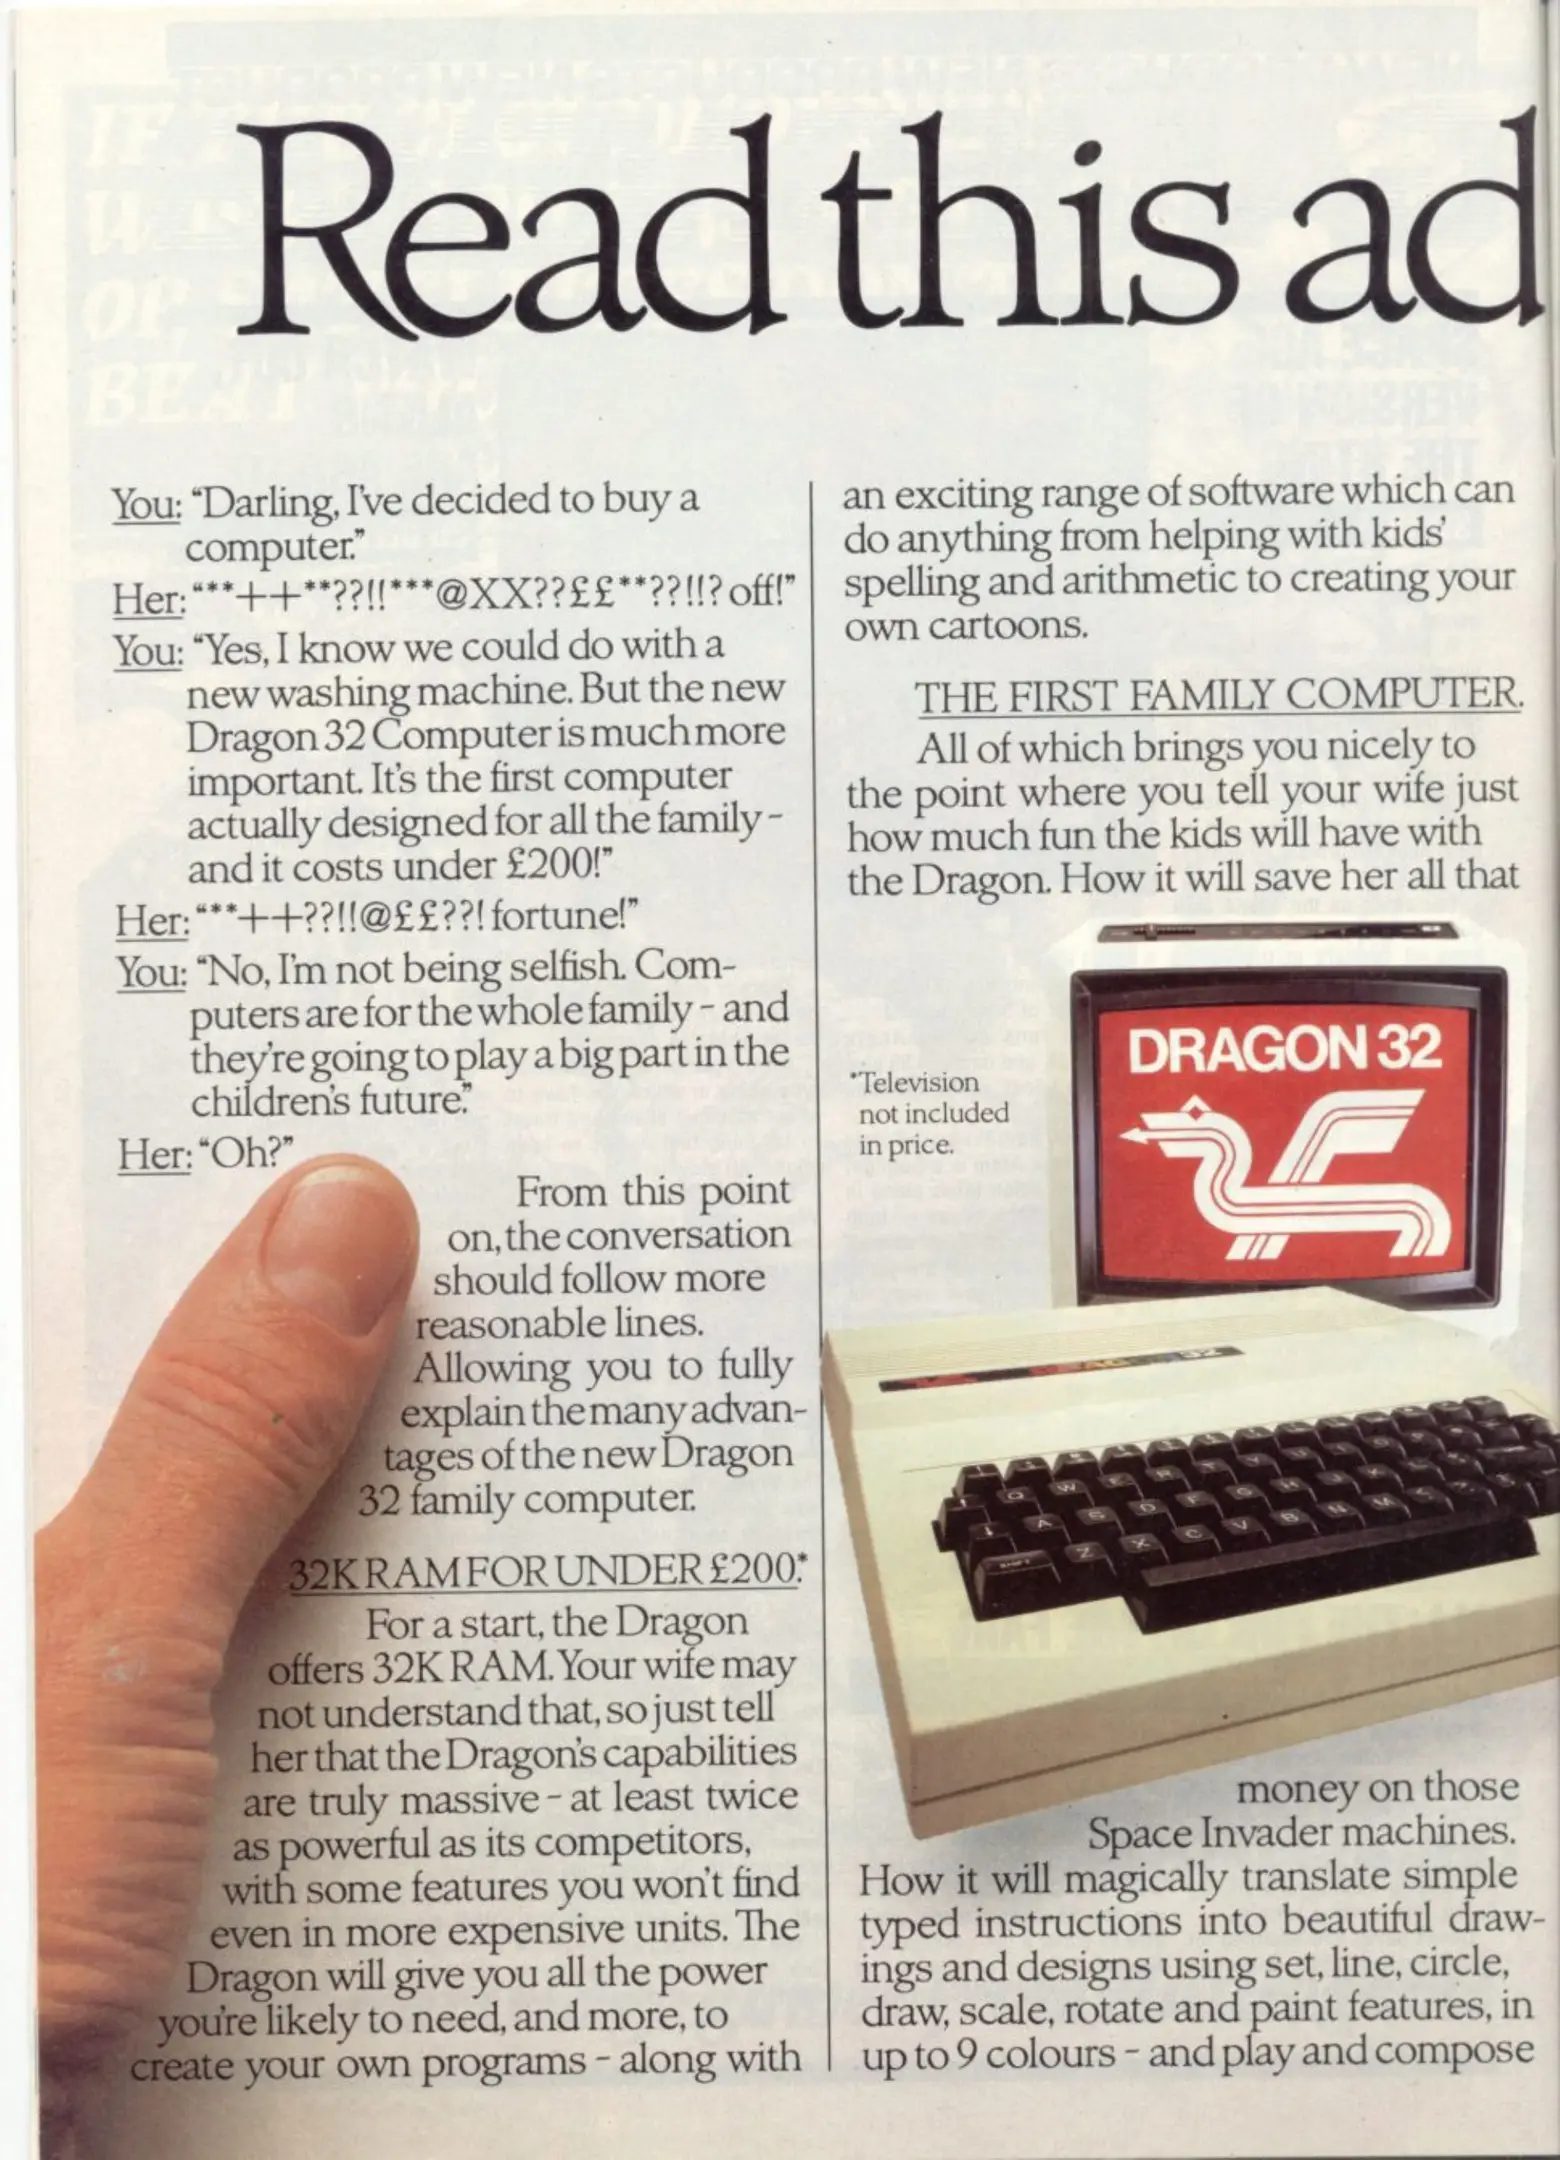 Read this ad
You: “Darling, I've decided to buy a
computer.”
Her: “**++**??!!***@XX??££**??!!? off!”
You: “Yes, I know we could do with a
new washing machine. But the new
Dragon 32 Computer is much more
important. It's the first computer
actually designed for all the family –
and it costs under £200!”
Her: “***++??!!@££??! fortune!”
You: “No, I'm not being selfish. Com-
puters are for the whole family – and
they're going to play a big part in the
children's future.”
Her: “Oh?”
From this point
on, the conversation
should follow more
reasonable lines.
Allowing you to fully
explain the many advan-
tages of the new Dragon
32 family computer.
32K RAM FOR UNDER £200.*
For a start, the Dragon
offers 32K RAM. Your wife may
not understand that, so just tell
her that the Dragon's capabilities
are truly massive – at least twice
as powerful as its competitors,
with some features you won't find
even in more expensive units. The
Dragon will give you all the power
you're likely to need, and more, to
create your own programs – along with
an exciting range of software which can
do anything from helping with kids'
spelling and arithmetic to creating your
own cartoons.
THE FIRST FAMILY COMPUTER.
All of which brings you nicely to
the point where you tell your wife just
how much fun the kids will have with
the Dragon. How it will save her all that
*Television
not included
in price.
DRAGON 32
32
Q W
A S D F G H
SHIFT Z X C V B N M
money on those
Space Invader machines.
How it will magically translate simple
typed instructions into beautiful draw-
ings and designs using set, line, circle,
draw, scale, rotate and paint features, in
up to 9 colours – and play and compose